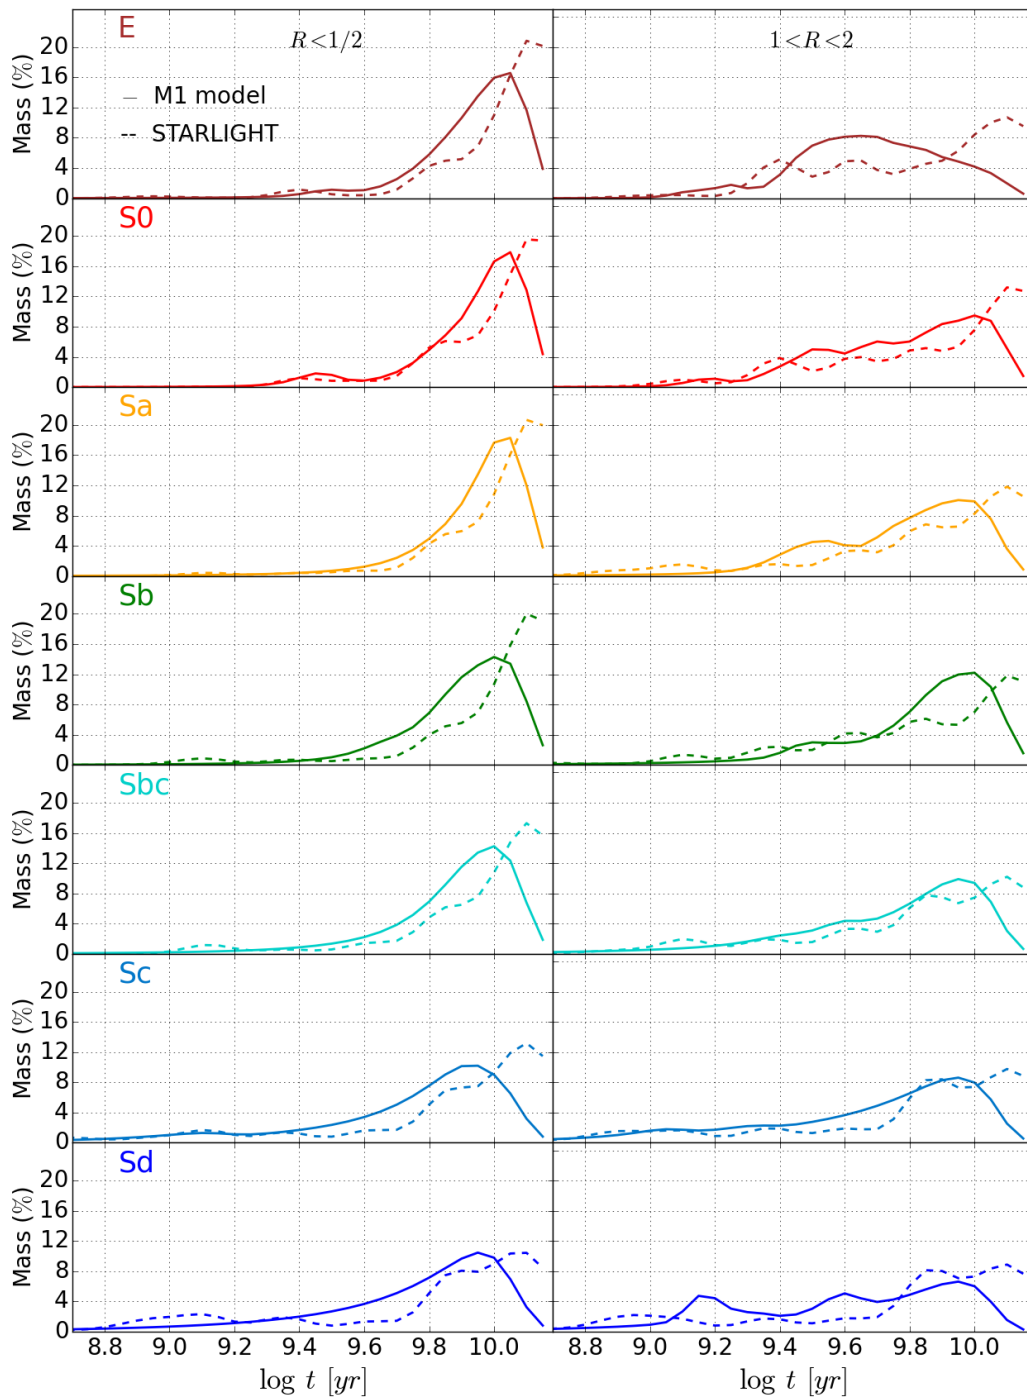 E
R<1/2
1<R<2
— M1 model
-- STARLIGHT
Mass (%)
20
16
12
8
4
0
S0
Mass (%)
20
16
12
8
4
0
Sa
Mass (%)
20
16
12
8
4
0
Sb
Mass (%)
20
16
12
8
4
0
Sbc
Mass (%)
20
16
12
8
4
0
Sc
Mass (%)
20
16
12
8
4
0
Sd
Mass (%)
20
16
12
8
4
0
8.8 9.0 9.2 9.4 9.6 9.8 10.0 8.8 9.0 9.2 9.4 9.6 9.8 10.0
log t [yr] log t [yr]